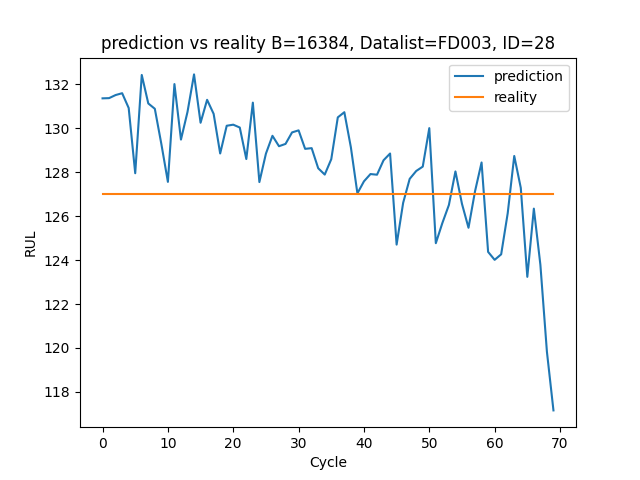 prediction vs reality B=16384, Datalist=FD003, ID=28
prediction
reality
132
130
128
126
124
122
120
118
RUL
0 10 20 30 40 50 60 70
Cycle